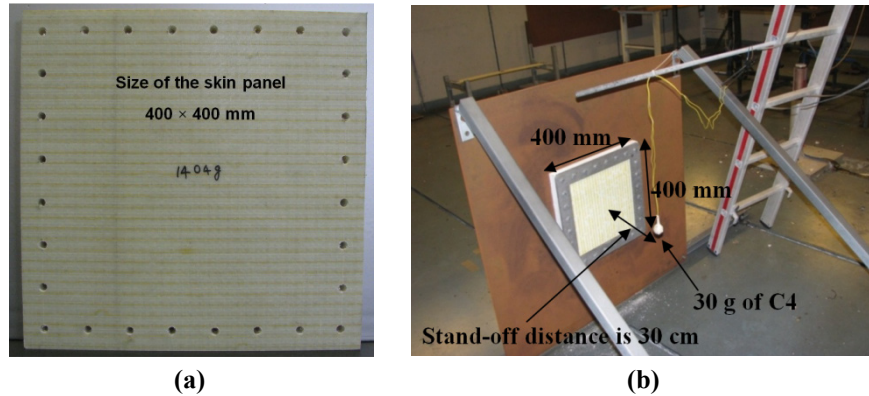 Size of the skin panel
400 × 400 mm
1404g
(a)
400 mm
400 mm
30 g of C4
Stand-off distance is 30 cm
(b)